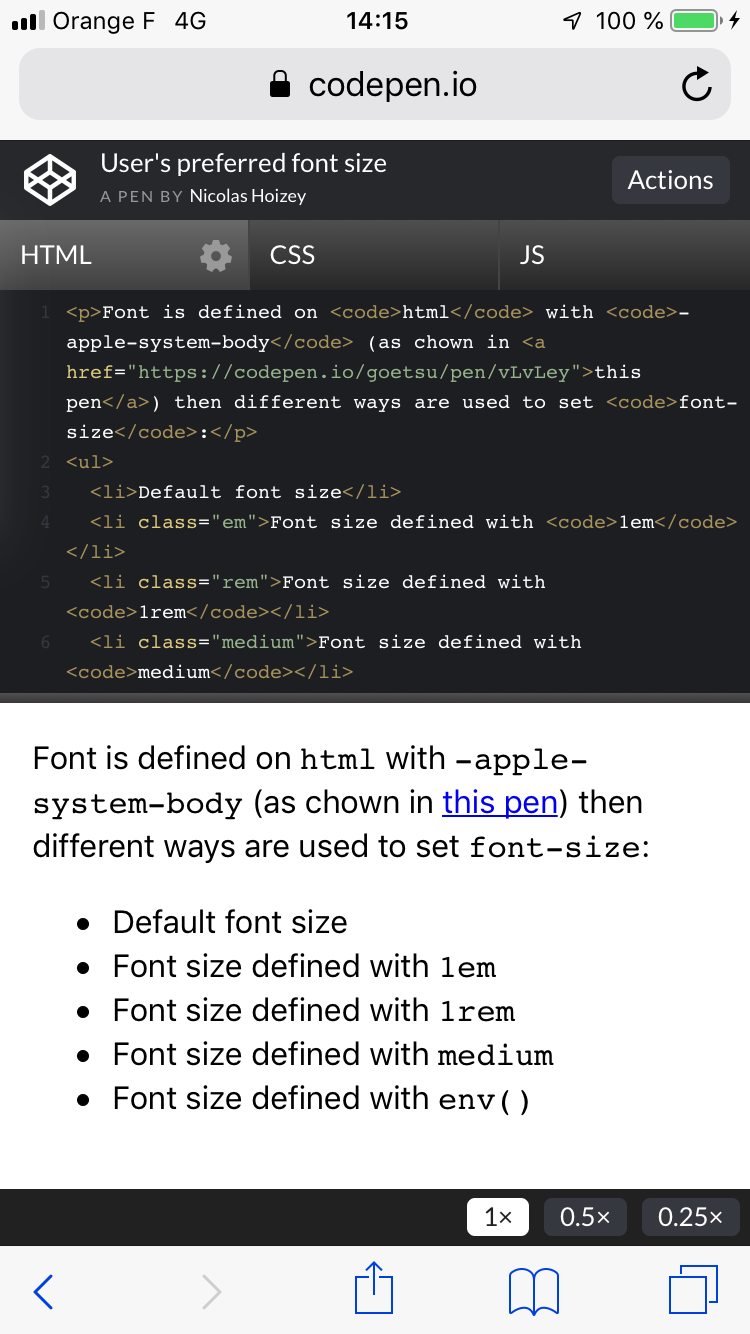 Orange F 4G 14:15 100 %
codepen.io
User's preferred font size
A PEN BY Nicolas Hoizey
Actions
HTML CSS JS
1 <p>Font is defined on <code>html</code> with <code>-
apple-system-body</code> (as chown in <a
href="https://codepen.io/goetsu/pen/vLvLey">this
pen</a>) then different ways are used to set <code>font-
size</code>:</p>
2 <ul>
3 <li>Default font size</li>
4 <li class="em">Font size defined with <code>1em</code>
</li>
5 <li class="rem">Font size defined with
<code>1rem</code></li>
6 <li class="medium">Font size defined with
<code>medium</code></li>
Font is defined on html with -apple-
system-body (as chown in this pen) then
different ways are used to set font-size:
• Default font size
• Font size defined with 1em
• Font size defined with 1rem
• Font size defined with medium
• Font size defined with env()
1× 0.5× 0.25×